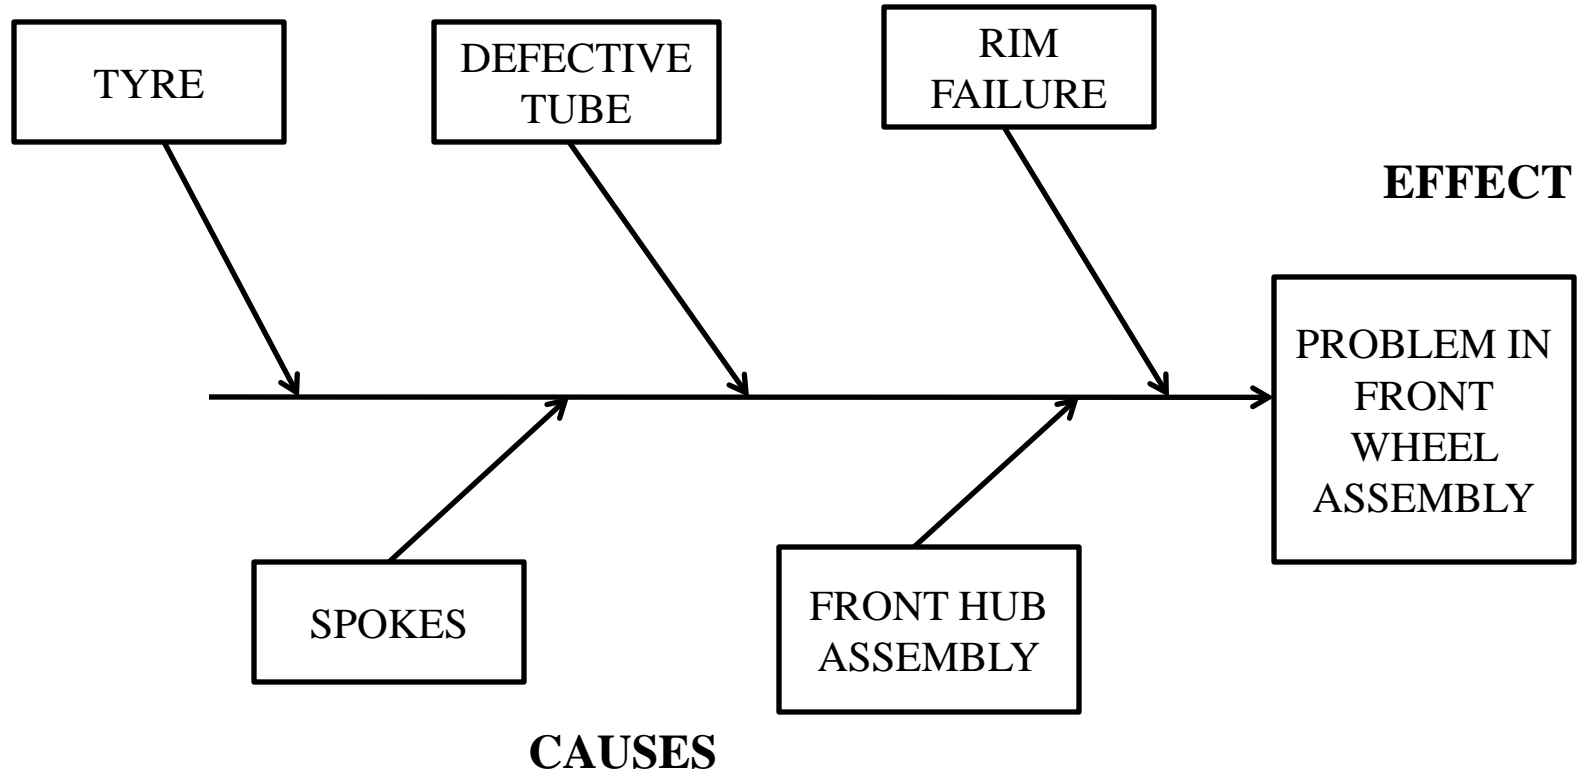 TYRE
DEFECTIVE
TUBE
RIM
FAILURE
EFFECT
PROBLEM IN
FRONT
WHEEL
ASSEMBLY
SPOKES
FRONT HUB
ASSEMBLY
CAUSES